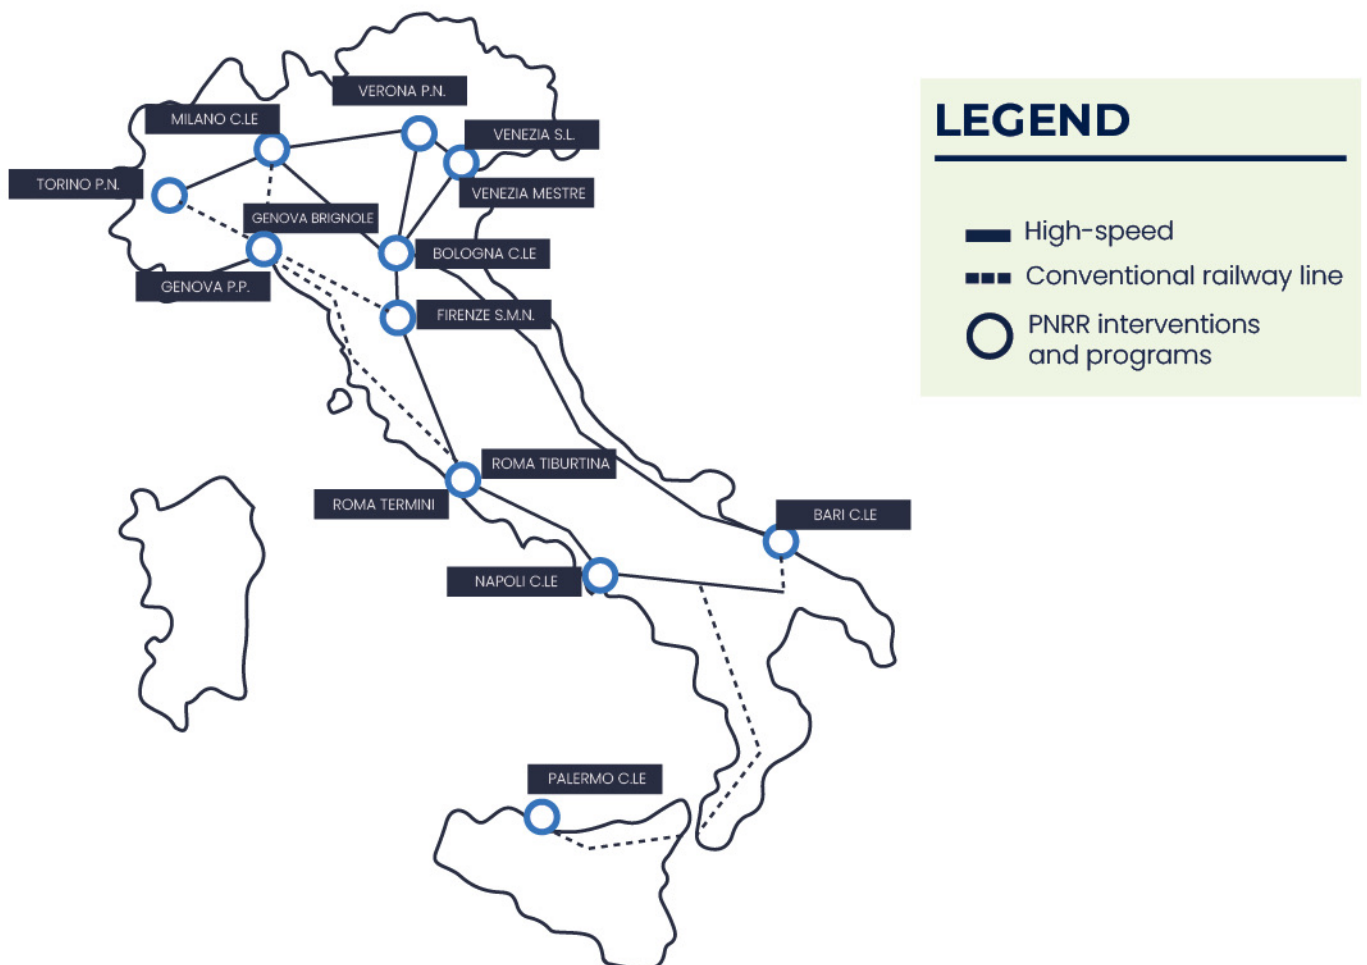 VERONA P.N.
MILANO C.LE
VENEZIA S.L.
TORINO P.N.
VENEZIA MESTRE
GENOVA BRIGNOLE
BOLOGNA C.LE
GENOVA P.P.
FIRENZE S.M.N.
ROMA TIBURTINA
ROMA TERMINI
BARI C.LE
NAPOLI C.LE
PALERMO C.LE
LEGEND
High-speed
Conventional railway line
PNRR interventions
and programs